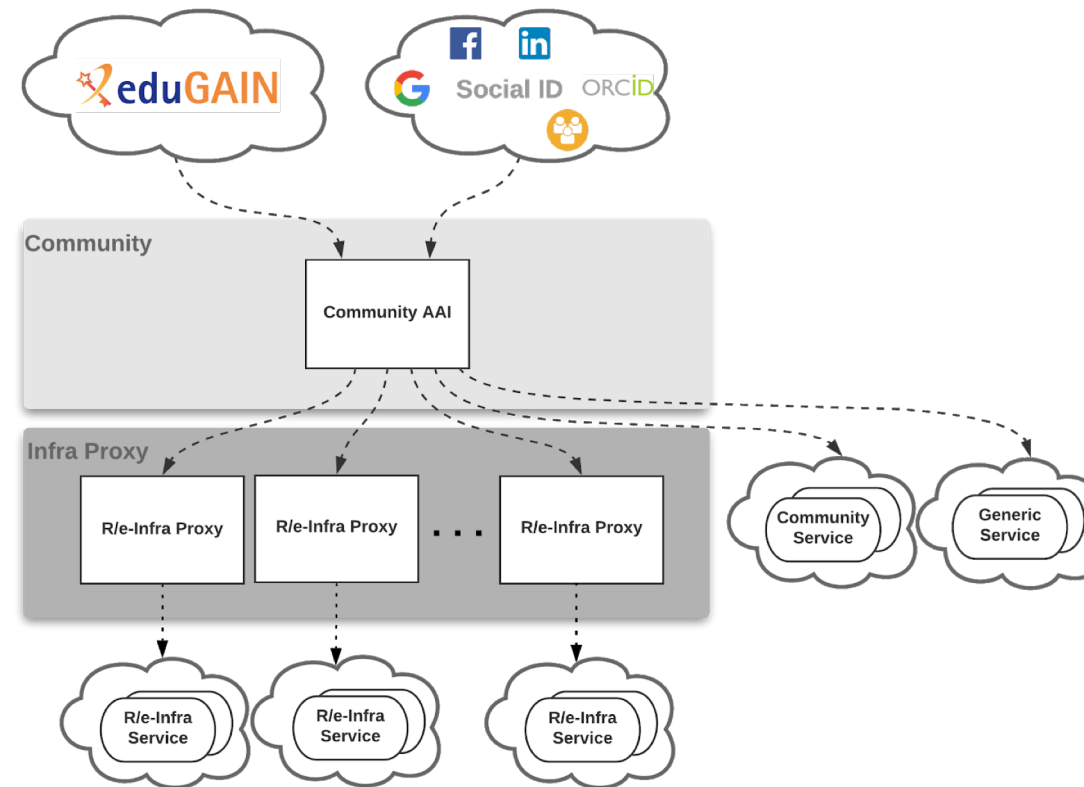 eduGAIN
f
in
G Social ID ORCiD
Community
Community AAI
Infra Proxy
R/e-Infra Proxy
R/e-Infra Proxy
. . .
R/e-Infra Proxy
Community
Service
Generic
Service
R/e-Infra
Service
R/e-Infra
Service
R/e-Infra
Service